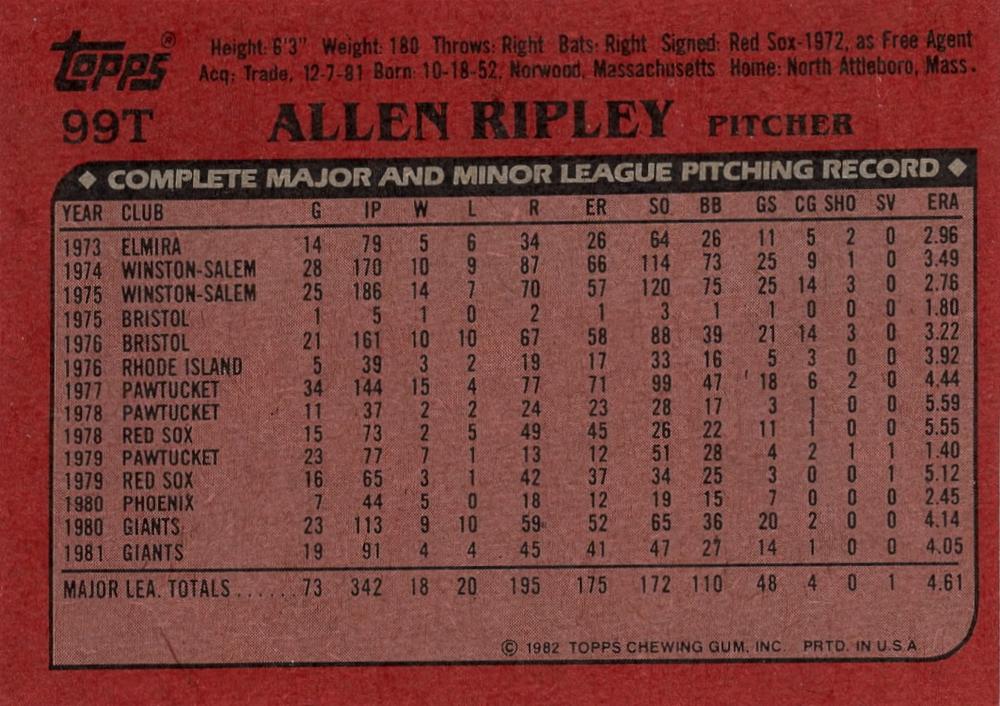 Topps® Height: 6'3" Weight: 180 Throws: Right Bats: Right Signed: Red Sox-1972, as Free Agent
Acq: Trade, 12-7-81 Born: 10-18-52, Norwood, Massachusetts Home: North Attleboro, Mass.
99T ALLEN RIPLEY PITCHER
◆ COMPLETE MAJOR AND MINOR LEAGUE PITCHING RECORD ◆
YEAR CLUB G IP W L R ER SO BB GS CG SHO SV ERA
1973 ELMIRA 14 79 5 6 34 26 64 26 11 5 2 0 2.96
1974 WINSTON-SALEM 28 170 10 9 87 66 114 73 25 9 1 0 3.49
1975 WINSTON-SALEM 25 186 14 7 70 57 120 75 25 14 3 0 2.76
1975 BRISTOL 1 5 1 0 2 1 3 1 1 0 0 0 1.80
1976 BRISTOL 21 161 10 10 67 58 88 39 21 14 3 0 3.22
1976 RHODE ISLAND 5 39 3 2 19 17 33 16 5 3 0 0 3.92
1977 PAWTUCKET 34 144 15 4 77 71 99 47 18 6 2 0 4.44
1978 PAWTUCKET 11 37 2 2 24 23 28 17 3 1 0 0 5.59
1978 RED SOX 15 73 2 5 49 45 26 22 11 1 0 0 5.55
1979 PAWTUCKET 23 77 7 1 13 12 51 28 4 2 1 1 1.40
1979 RED SOX 16 65 3 1 42 37 34 25 3 0 0 1 5.12
1980 PHOENIX 7 44 5 0 18 12 19 15 7 0 0 0 2.45
1980 GIANTS 23 113 9 10 59 52 65 36 20 2 0 0 4.14
1981 GIANTS 19 91 4 4 45 41 47 27 14 1 0 0 4.05
MAJOR LEA. TOTALS ...... 73 342 18 20 195 175 172 110 48 4 0 1 4.61
© 1982 TOPPS CHEWING GUM, INC. PRTD. IN U.S.A.